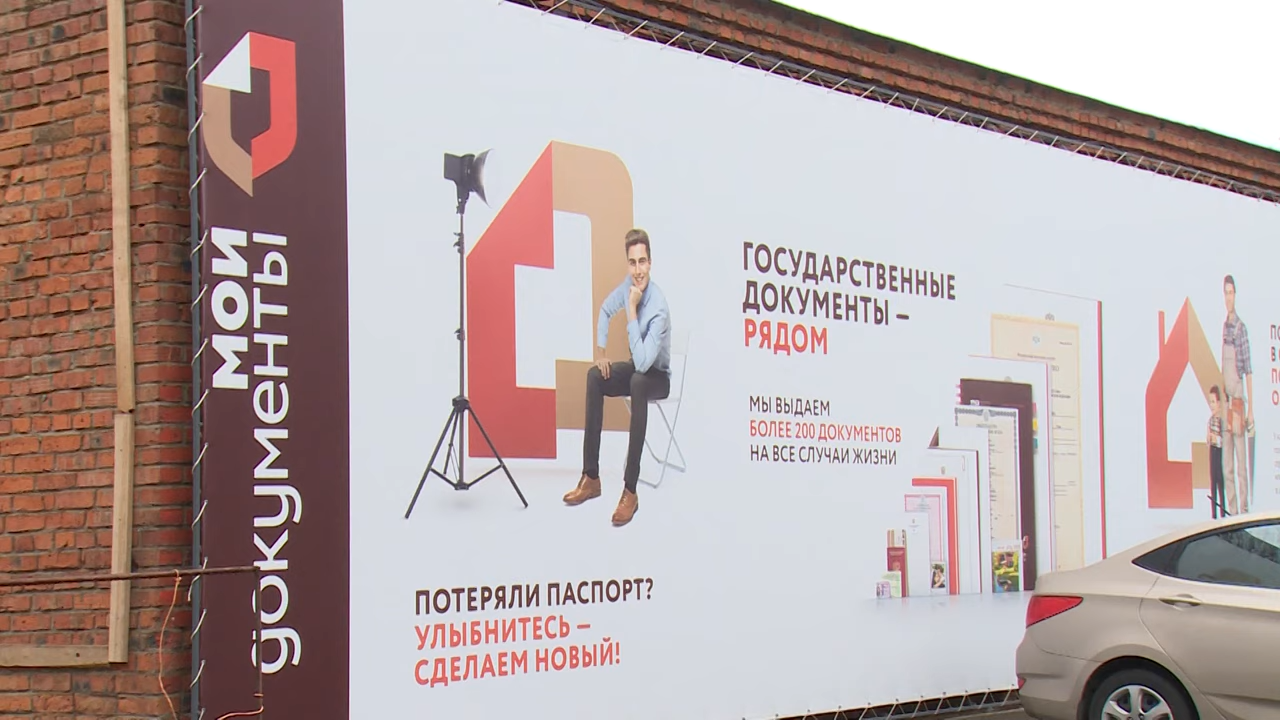 МОИ
документы
ГОСУДАРСТВЕННЫЕ
ДОКУМЕНТЫ –
РЯДОМ
МЫ ВЫДАЕМ
БОЛЕЕ 200 ДОКУМЕНТОВ
НА ВСЕ СЛУЧАИ ЖИЗНИ
ПОТЕРЯЛИ ПАСПОРТ?
УЛЫБНИТЕСЬ –
СДЕЛАЕМ НОВЫЙ!